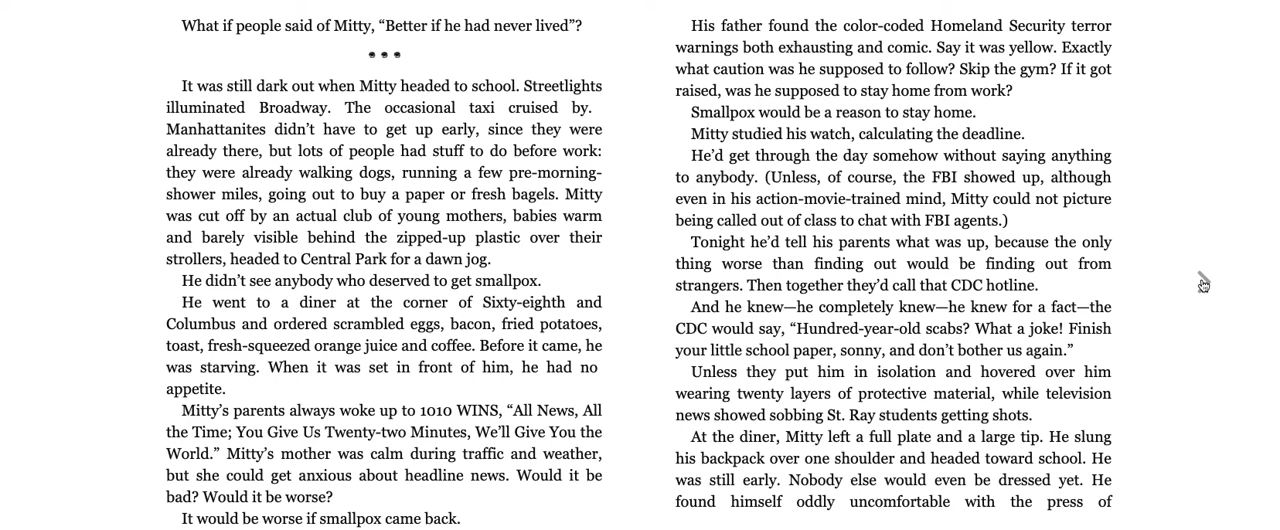 What if people said of Mitty, “Better if he had never lived”?
•••
It was still dark out when Mitty headed to school. Streetlights
illuminated Broadway. The occasional taxi cruised by.
Manhattanites didn’t have to get up early, since they were
already there, but lots of people had stuff to do before work:
they were already walking dogs, running a few pre-morning-
shower miles, going out to buy a paper or fresh bagels. Mitty
was cut off by an actual club of young mothers, babies warm
and barely visible behind the zipped-up plastic over their
strollers, headed to Central Park for a dawn jog.
He didn’t see anybody who deserved to get smallpox.
He went to a diner at the corner of Sixty-eighth and
Columbus and ordered scrambled eggs, bacon, fried potatoes,
toast, fresh-squeezed orange juice and coffee. Before it came, he
was starving. When it was set in front of him, he had no
appetite.
Mitty’s parents always woke up to 1010 WINS, “All News, All
the Time; You Give Us Twenty-two Minutes, We’ll Give You the
World.” Mitty’s mother was calm during traffic and weather,
but she could get anxious about headline news. Would it be
bad? Would it be worse?
It would be worse if smallpox came back.
His father found the color-coded Homeland Security terror
warnings both exhausting and comic. Say it was yellow. Exactly
what caution was he supposed to follow? Skip the gym? If it got
raised, was he supposed to stay home from work?
Smallpox would be a reason to stay home.
Mitty studied his watch, calculating the deadline.
He’d get through the day somehow without saying anything
to anybody. (Unless, of course, the FBI showed up, although
even in his action-movie-trained mind, Mitty could not picture
being called out of class to chat with FBI agents.)
Tonight he’d tell his parents what was up, because the only
thing worse than finding out would be finding out from
strangers. Then together they’d call that CDC hotline.
And he knew—he completely knew—he knew for a fact—the
CDC would say, “Hundred-year-old scabs? What a joke! Finish
your little school paper, sonny, and don’t bother us again.”
Unless they put him in isolation and hovered over him
wearing twenty layers of protective material, while television
news showed sobbing St. Ray students getting shots.
At the diner, Mitty left a full plate and a large tip. He slung
his backpack over one shoulder and headed toward school. He
was still early. Nobody else would even be dressed yet. He
found himself oddly uncomfortable with the press of